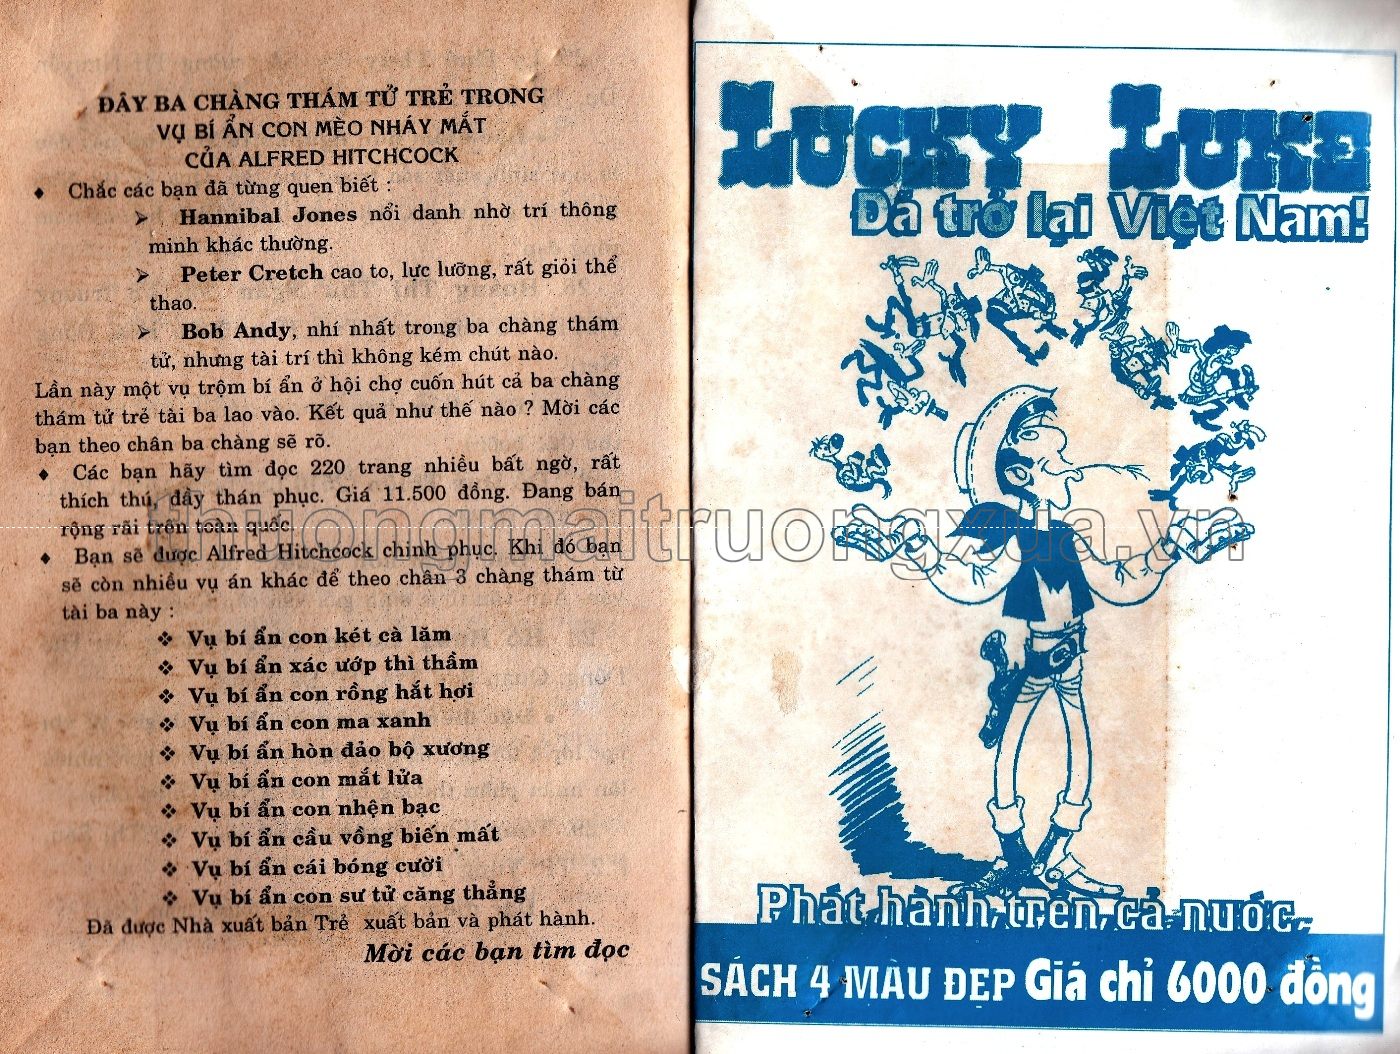 ĐÂY BA CHÀNG THÁM TỬ TRẺ TRONG
VỤ BÍ ẨN CON MÈO NHÁY MẮT
CỦA ALFRED HITCHCOCK
♦ Chắc các bạn đã từng quen biết :
➢ Hannibal Jones nổi danh nhờ trí thông
minh khác thường.
➢ Peter Cretch cao to, lực lưỡng, rất giỏi thể
thao.
➢ Bob Andy, nhí nhất trong ba chàng thám
tử, nhưng tài trí thì không kém chút nào.
Lần này một vụ trộm bí ẩn ở hội chợ cuốn hút cả ba chàng
thám tử trẻ tài ba lao vào. Kết quả như thế nào ? Mời các
bạn theo chân ba chàng sẽ rõ.
♦ Các bạn hãy tìm đọc 220 trang nhiều bất ngờ, rất
thích thú, đầy thán phục. Giá 11.500 đồng. Đang bán
rộng rãi trên toàn quốc.
♦ Bạn sẽ được Alfred Hitchcock chinh phục. Khi đó bạn
sẽ còn nhiều vụ án khác để theo chân 3 chàng thám tử
tài ba này :
❖ Vụ bí ẩn con két cà lăm
❖ Vụ bí ẩn xác ướp thì thầm
❖ Vụ bí ẩn con rồng hắt hơi
❖ Vụ bí ẩn con ma xanh
❖ Vụ bí ẩn hòn đảo bộ xương
❖ Vụ bí ẩn con mắt lửa
❖ Vụ bí ẩn con nhện bạc
❖ Vụ bí ẩn cầu vồng biến mất
❖ Vụ bí ẩn cái bóng cười
❖ Vụ bí ẩn con sư tử căng thẳng
Đã được Nhà xuất bản Trẻ xuất bản và phát hành.
Mời các bạn tìm đọc
LUCKY LUKE
Đã trở lại Việt Nam!
Phát hành trên cả nước
SÁCH 4 MÀU ĐẸP Giá chỉ 6000 đồng
thuongmaitruongxua.vn